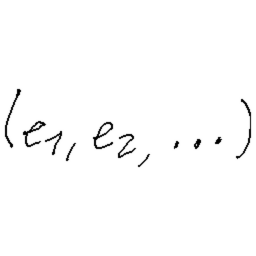 (e₁, e₂, ...)